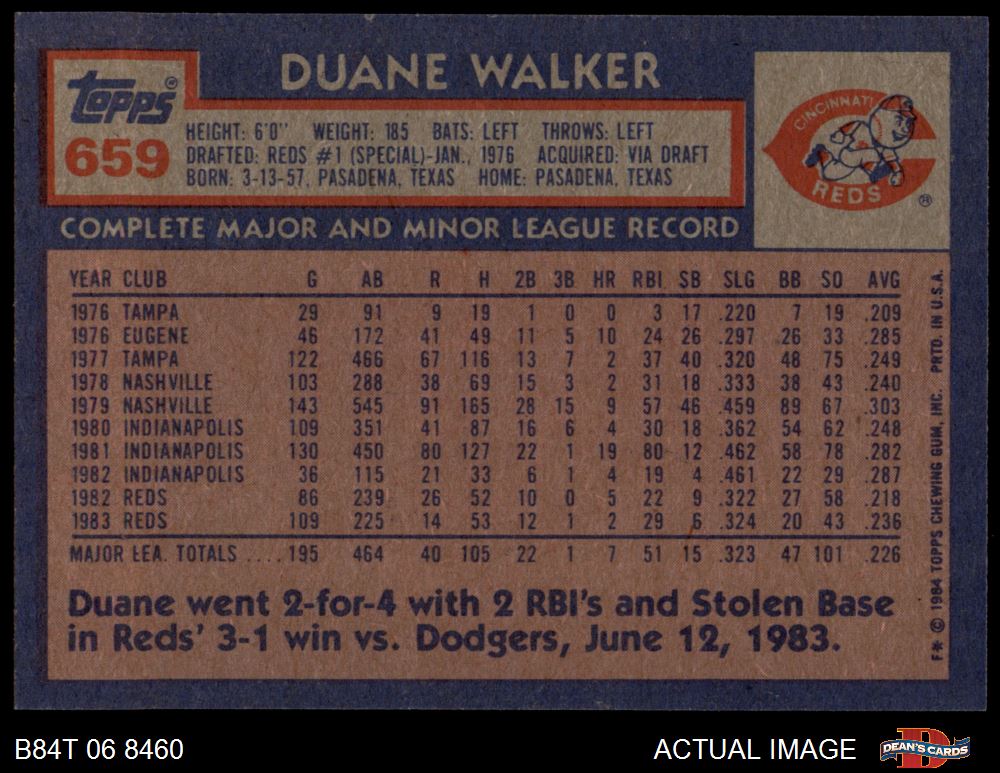 DUANE WALKER
Topps®
659
HEIGHT: 6'0" WEIGHT: 185 BATS: LEFT THROWS: LEFT
DRAFTED: REDS #1 (SPECIAL)-JAN., 1976 ACQUIRED: VIA DRAFT
BORN: 3-13-57, PASADENA, TEXAS HOME: PASADENA, TEXAS
CINCINNATI
REDS
®
COMPLETE MAJOR AND MINOR LEAGUE RECORD
YEAR CLUB G AB R H 2B 3B HR RBI SB SLG BB SO AVG
1976 TAMPA 29 91 9 19 1 0 0 3 17 .220 7 19 .209
1976 EUGENE 46 172 41 49 11 5 10 24 26 .297 26 33 .285
1977 TAMPA 122 466 67 116 13 7 2 37 40 .320 48 75 .249
1978 NASHVILLE 103 288 38 69 15 3 2 31 18 .333 38 43 .240
1979 NASHVILLE 143 545 91 165 28 15 9 57 46 .459 89 67 .303
1980 INDIANAPOLIS 109 351 41 87 16 6 4 30 18 .362 54 62 .248
1981 INDIANAPOLIS 130 450 80 127 22 1 19 80 12 .462 58 78 .282
1982 INDIANAPOLIS 36 115 21 33 6 1 4 19 4 .461 22 29 .287
1982 REDS 86 239 26 52 10 0 5 22 9 .322 27 58 .218
1983 REDS 109 225 14 53 12 1 2 29 6 .324 20 43 .236
MAJOR LEA. TOTALS .... 195 464 40 105 22 1 7 51 15 .323 47 101 .226
Duane went 2-for-4 with 2 RBI's and Stolen Base
in Reds' 3-1 win vs. Dodgers, June 12, 1983.
F* © 1984 TOPPS CHEWING GUM, INC. PRTD. IN U.S.A.
B84T 06 8460
ACTUAL IMAGE
DEAN'S CARDS